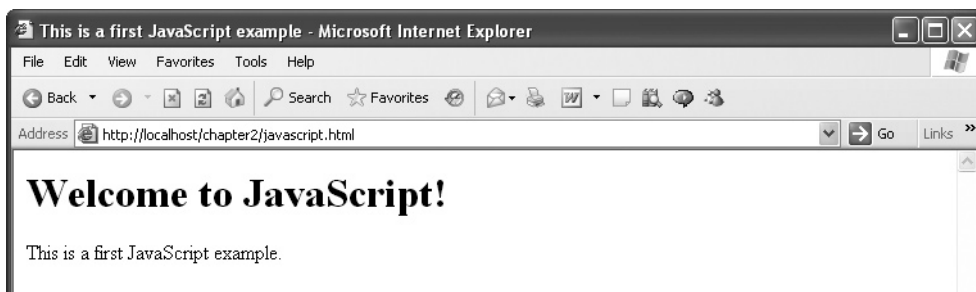 This is a first JavaScript example - Microsoft Internet Explorer
File Edit View Favorites Tools Help
Back Search Favorites
Address http://localhost/chapter2/javascript.html Go Links »
Welcome to JavaScript!
This is a first JavaScript example.